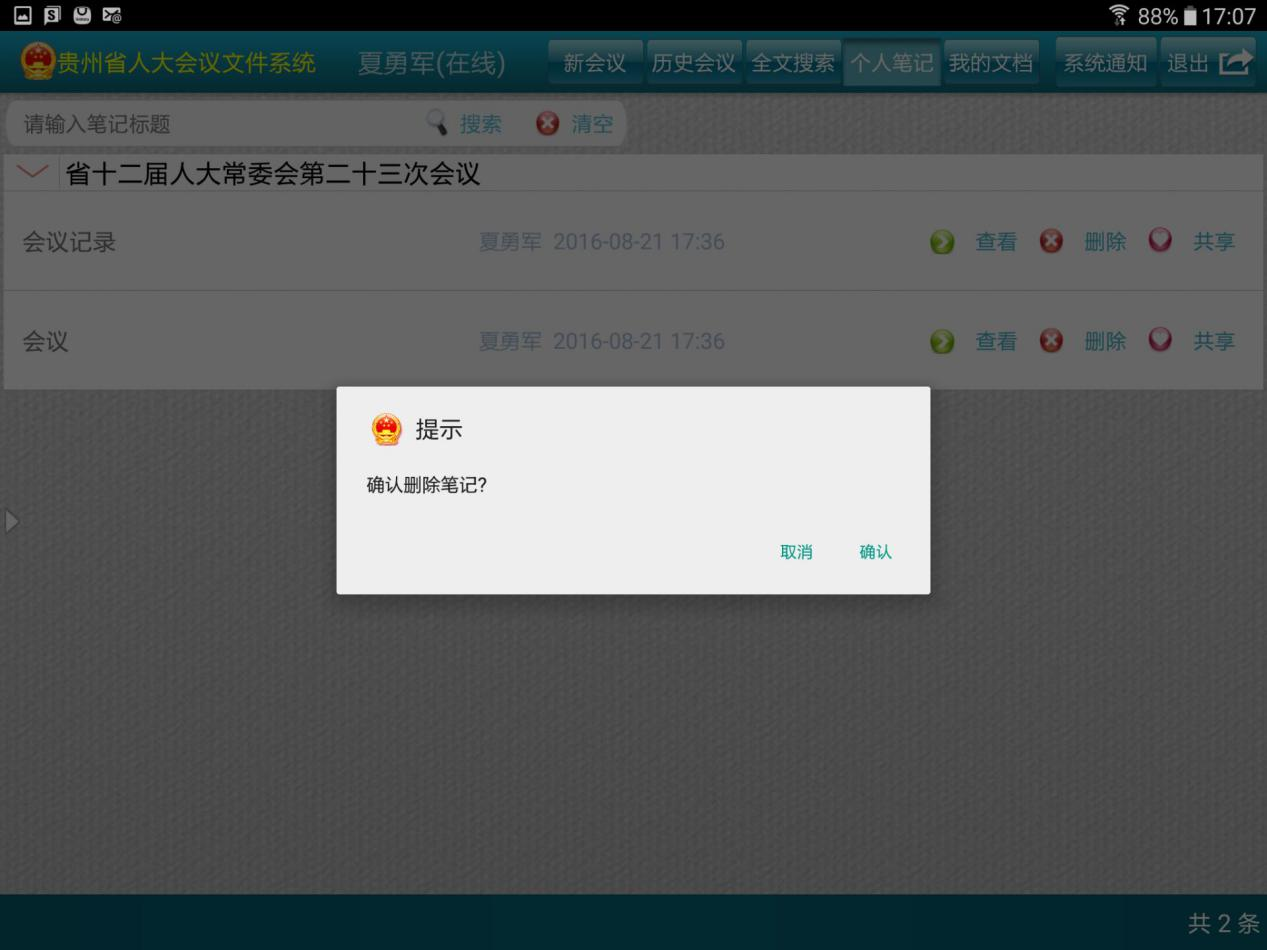 88% 17:07
贵州省人大会议文件系统 夏勇军(在线) 新会议 历史会议 全文搜索 个人笔记 我的文档 系统通知 退出
请输入笔记标题 搜索 清空
省十二届人大常委会第二十三次会议
会议记录 夏勇军 2016-08-21 17:36 查看 删除 共享
会议 夏勇军 2016-08-21 17:36 查看 删除 共享
提示
确认删除笔记?
取消 确认
共 2 条